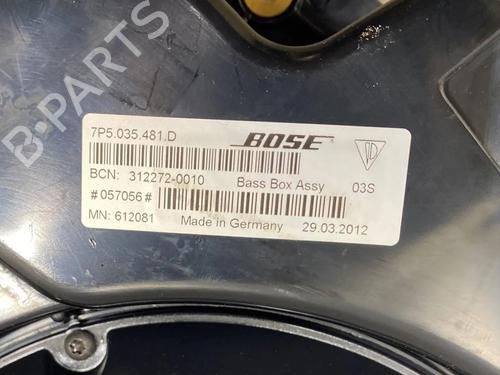 B-PARTS
7P5.035.481.D
BOSE
BCN: 312272-0010 Bass Box Assy 03S
#057056#
MN: 612081 Made in Germany 29.03.2012